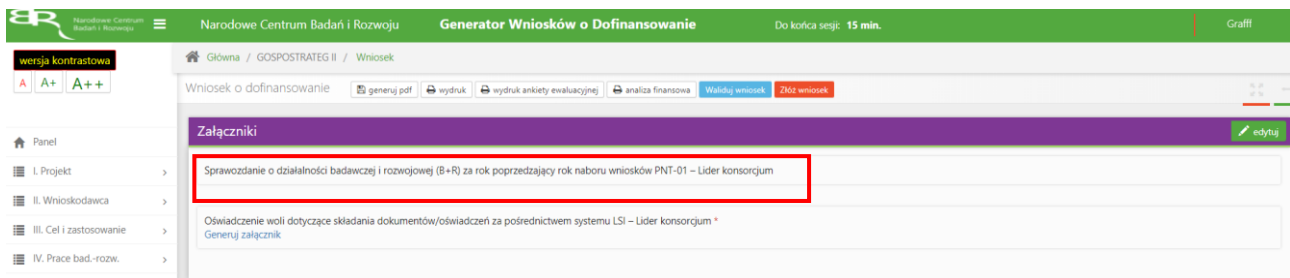 Narodowe Centrum
Badań i Rozwoju
Narodowe Centrum Badań i Rozwoju Generator Wniosków o Dofinansowanie Do końca sesji: 15 min. Grafff
wersja kontrastowa
A A+ A++
Główna / GOSPOSTRATEG II / Wniosek
Wniosek o dofinansowanie generuj pdf wydruk wydruk ankiety ewaluacyjnej analiza finansowa Waliduj wniosek Złóż wniosek
Panel
I. Projekt
II. Wnioskodawca
III. Cel i zastosowanie
IV. Prace bad.-rozw.
Załączniki edytuj
Sprawozdanie o działalności badawczej i rozwojowej (B+R) za rok poprzedzający rok naboru wniosków PNT-01 – Lider konsorcjum
Oświadczenie woli dotyczące składania dokumentów/oświadczeń za pośrednictwem systemu LSI – Lider konsorcjum *
Generuj załącznik